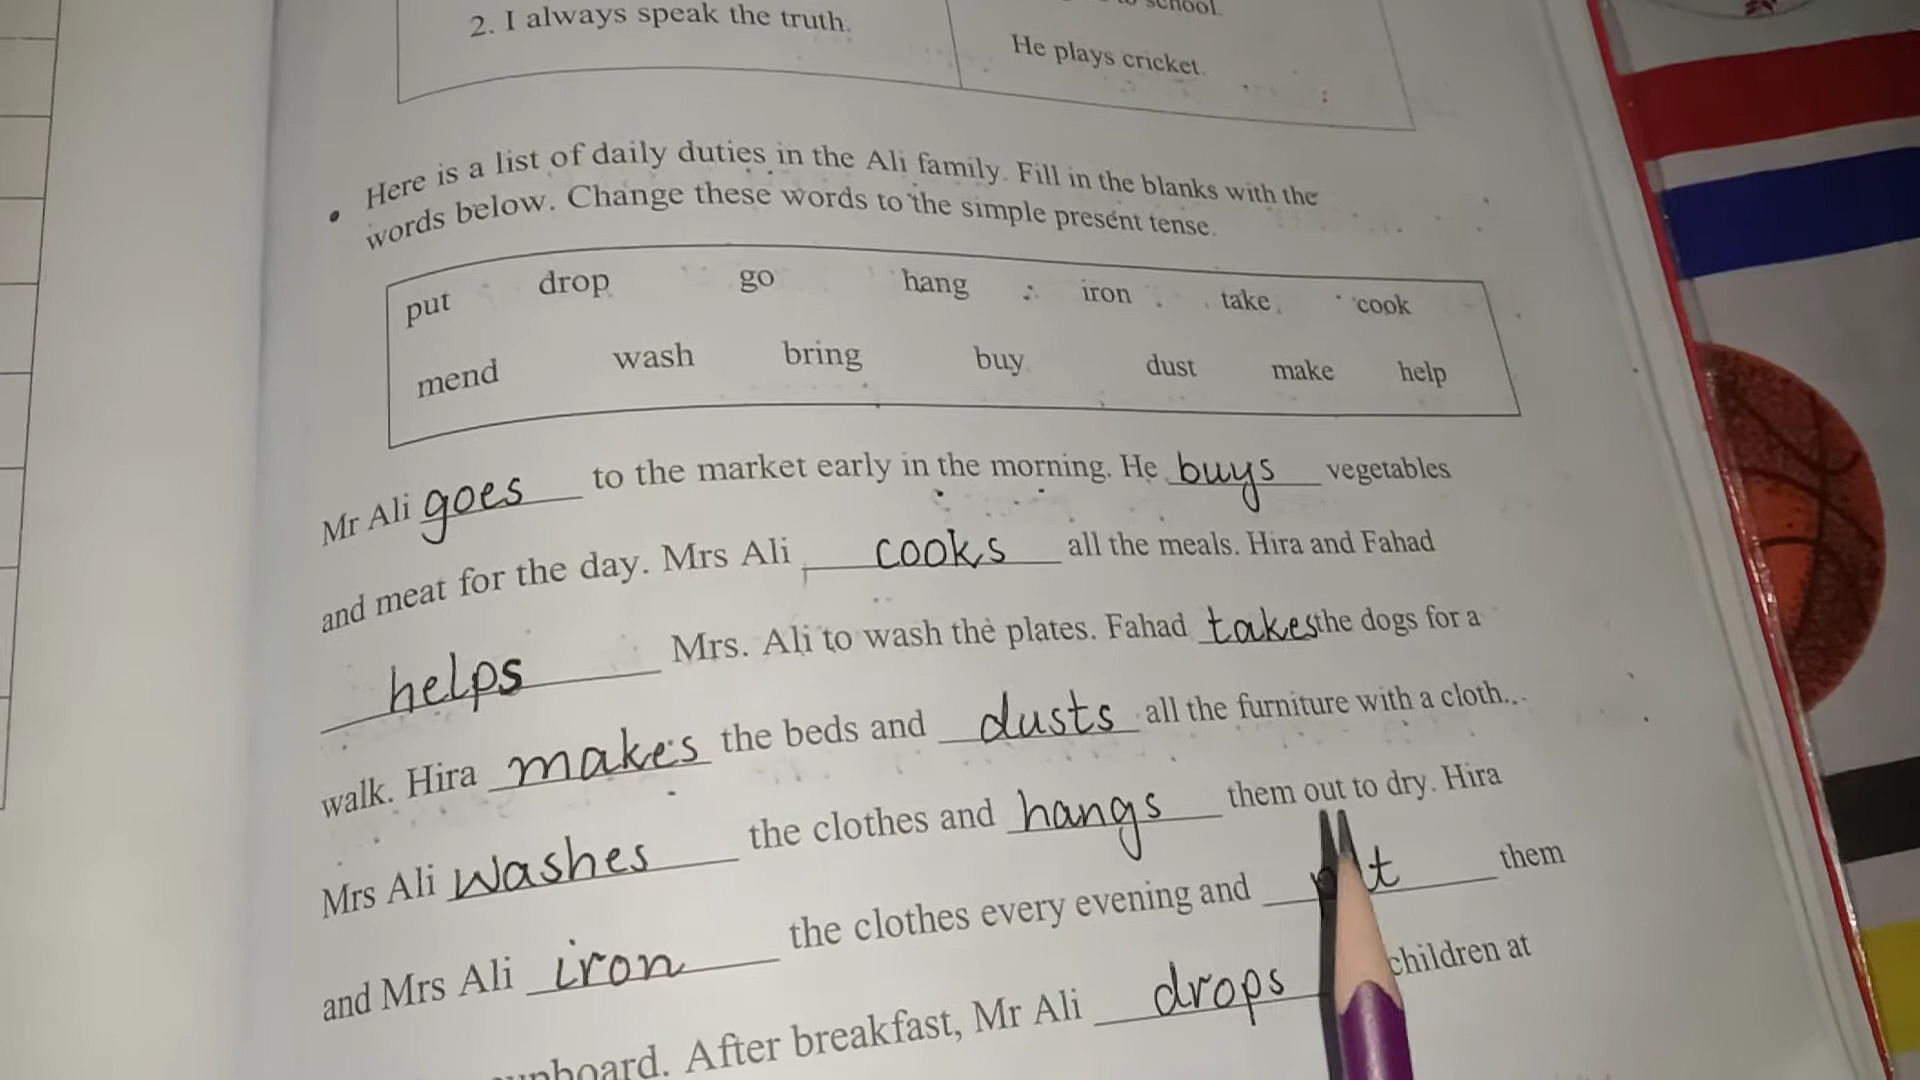 school.
2. I always speak the truth.
He plays cricket.
• Here is a list of daily duties in the Ali family. Fill in the blanks with the
words below. Change these words to the simple present tense.
put drop go hang iron take cook
mend wash bring buy dust make help
Mr Ali goes to the market early in the morning. He buys vegetables
and meat for the day. Mrs Ali cooks all the meals. Hira and Fahad
helps Mrs. Ali to wash the plates. Fahad takes the dogs for a
walk. Hira makes the beds and dusts all the furniture with a cloth.
Mrs Ali washes the clothes and hangs them out to dry. Hira
and Mrs Ali iron the clothes every evening and put them
After breakfast, Mr Ali drops children at